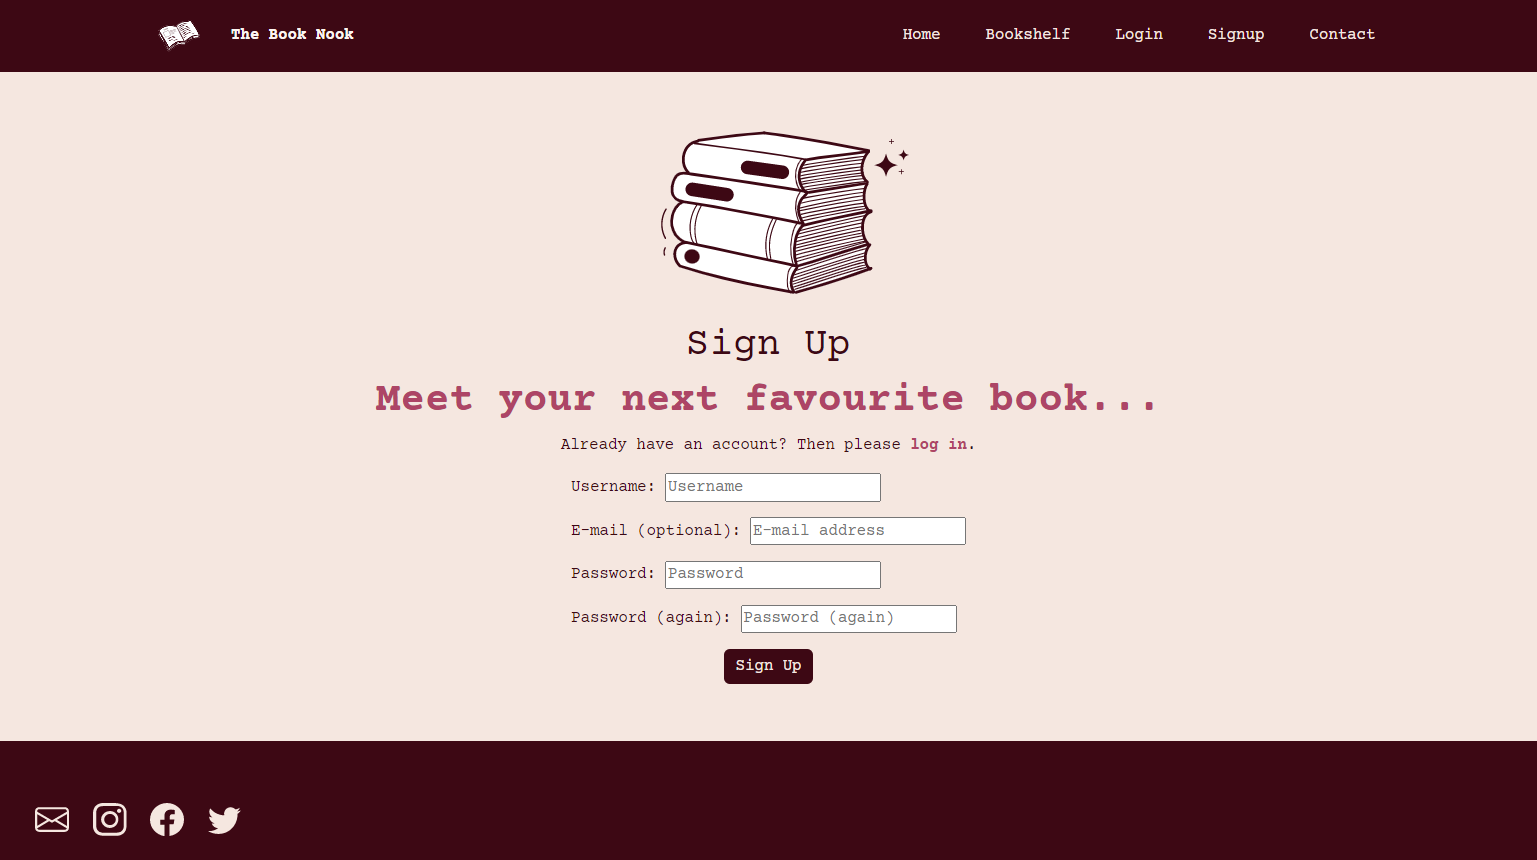 The Book Nook Home Bookshelf Login Signup Contact
Sign Up
Meet your next favourite book...
Already have an account? Then please log in.
Username: Username
E-mail (optional): E-mail address
Password: Password
Password (again): Password (again)
Sign Up